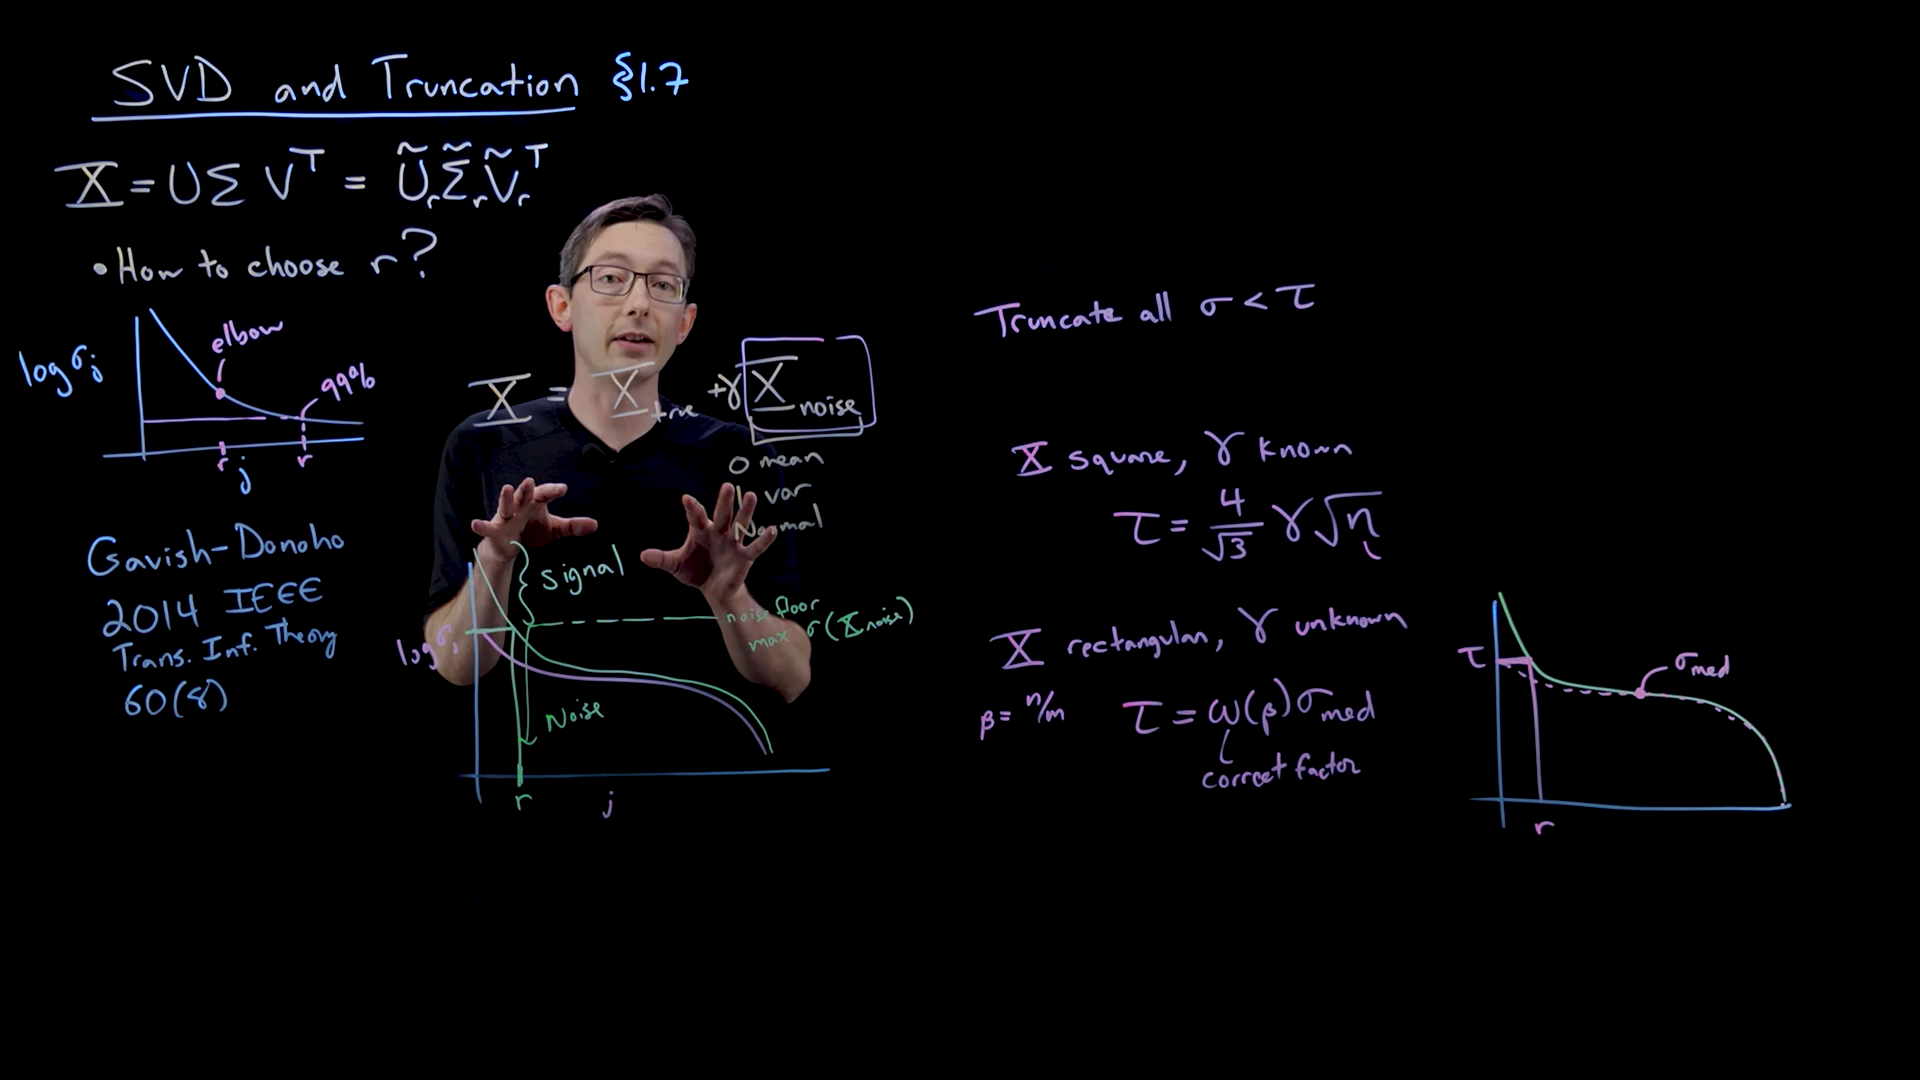 SVD and Truncation §1.7
X = UΣV^T = Ũ_r Σ̃_r Ṽ_r^T
• How to choose r?
log σ_j
elbow
99%
r
r
j
Gavish-Donoho
2014 IEEE
Trans. Inf. Theory
60(8)
X = X_true + γ X_noise
0 mean
1 var
Normal
signal
noise floor
max σ(X_noise)
Noise
r
j
Truncate all σ < τ
X square, γ known
τ = 4/√3 γ √n
X rectangular, γ unknown
β = n/m
τ = ω(β) σ_med
correct factor
τ
σ_med
r